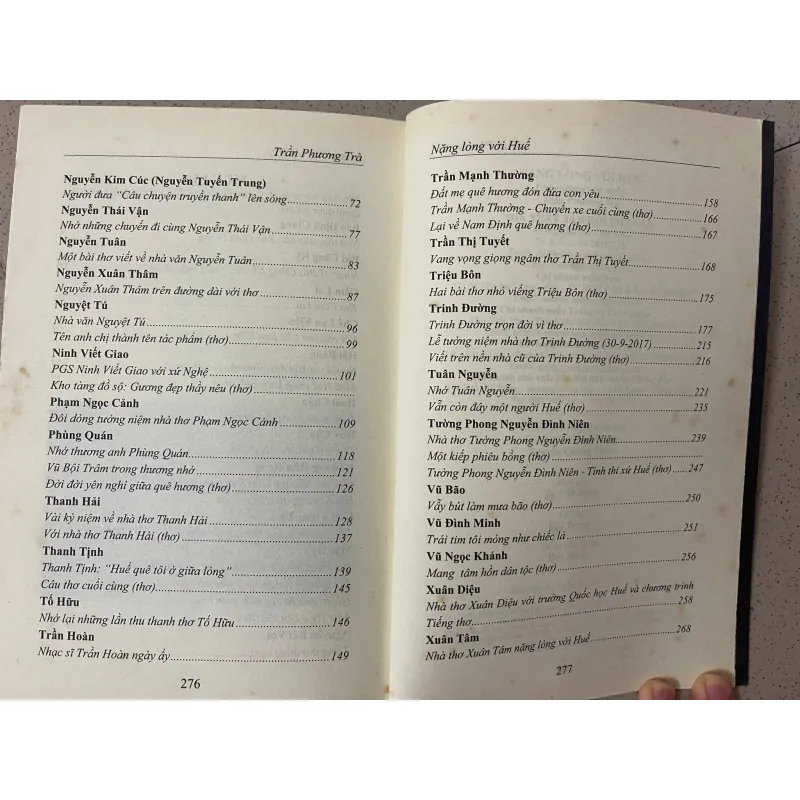 Trần Phương Trà
Nguyễn Kim Cúc (Nguyễn Tuyến Trung)
Người đưa “Câu chuyện truyền thanh” lên sóng.................72
Nguyễn Thái Vận
Nhớ những chuyến đi cùng Nguyễn Thái Vận....................77
Nguyễn Tuân
Một bài thơ viết về nhà văn Nguyễn Tuân..........................83
Nguyễn Xuân Thâm
Nguyễn Xuân Thâm trên đường dài với thơ........................87
Nguyệt Tú
Nhà văn Nguyệt Tú............................................................96
Tên anh chị thành tên tác phẩm (thơ).................................99
Ninh Viết Giao
PGS Ninh Viết Giao với xứ Nghệ......................................101
Kho tàng đồ sộ: Gương đẹp thầy nêu (thơ)............................
Phạm Ngọc Cảnh
Đôi dòng tưởng niệm nhà thơ Phạm Ngọc Cảnh.................109
Phùng Quán
Nhớ thương anh Phùng Quán............................................118
Vũ Bội Trâm trong thương nhớ..........................................121
Đời đời yên nghỉ giữa quê hương (thơ)..............................126
Thanh Hải
Vài kỷ niệm về nhà thơ Thanh Hải....................................128
Với nhà thơ Thanh Hải (thơ).............................................137
Thanh Tịnh
Thanh Tịnh: “Huế quê tôi ở giữa lòng”..............................139
Câu thơ cuối cùng (thơ)....................................................145
Tố Hữu
Nhớ lại những lần thu thanh thơ Tố Hữu...........................146
Trần Hoàn
Nhạc sĩ Trần Hoàn ngày ấy...............................................149
276
Nặng lòng với Huế
Trần Mạnh Thường
Đất mẹ quê hương đón đứa con yêu..................................158
Trần Mạnh Thường - Chuyến xe cuối cùng (thơ)................166
Lại về Nam Định quê hương (thơ).....................................167
Trần Thị Tuyết
Vang vọng giọng ngâm thơ Trần Thị Tuyết........................168
Triệu Bôn
Hai bài thơ nhỏ viếng Triệu Bôn (thơ)................................175
Trinh Đường
Trinh Đường trọn đời vì thơ...............................................177
Lễ tưởng niệm nhà thơ Trinh Đường (30-9-2017)..............215
Viết trên nền nhà cũ của Trinh Đường (thơ).......................216
Tuân Nguyễn
Nhớ Tuân Nguyễn.............................................................221
Vẫn còn đây một người Huế (thơ)......................................235
Tường Phong Nguyễn Đình Niên
Nhà thơ Tường Phong Nguyễn Đình Niên.........................239
Một kiếp phiêu bồng (thơ).....................................................
Tường Phong Nguyễn Đình Niên - Tình thi xứ Huế (thơ)......247
Vũ Bão
Vẫy bút làm mưa bão (thơ)................................................250
Vũ Đình Minh
Trái tim tôi mỏng như chiếc lá...........................................251
Vũ Ngọc Khánh
Mang tâm hồn dân tộc (thơ)...............................................256
Xuân Diệu
Nhà thơ Xuân Diệu với trường Quốc học Huế và chương trình
Tiếng thơ...........................................................................258
Xuân Tâm
Nhà thơ Xuân Tâm nặng lòng với Huế...............................268
277